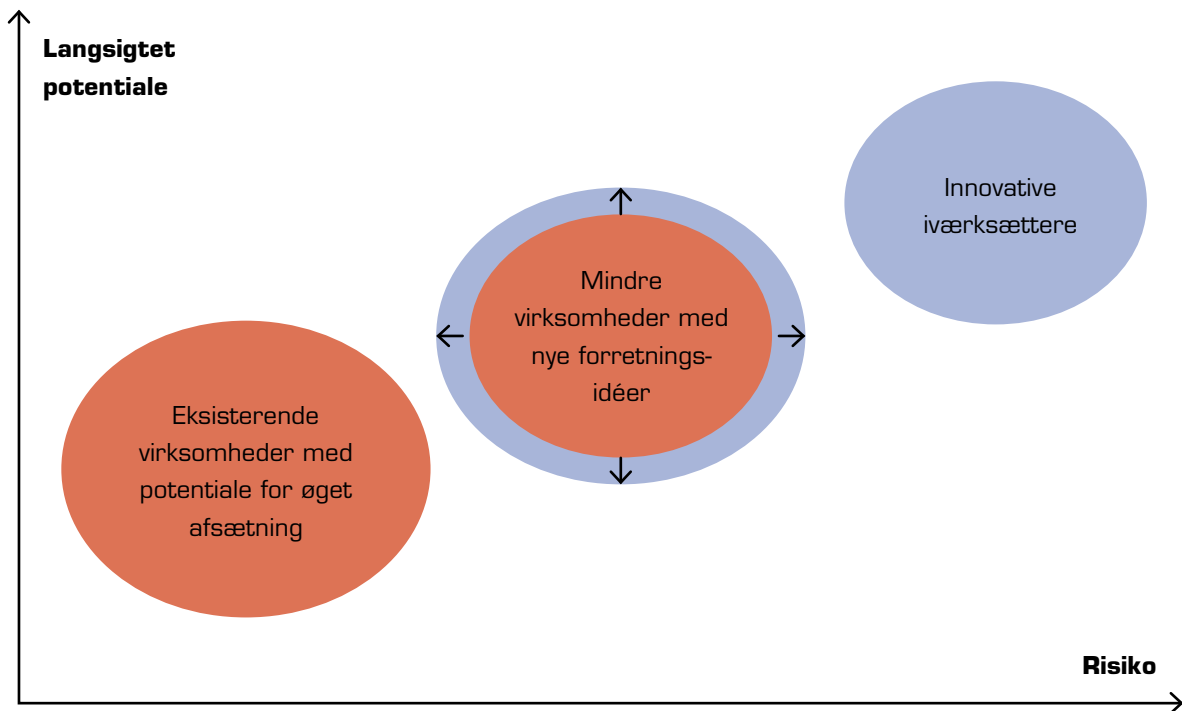 Langsigtet
potentiale
Innovative
iværksættere
Mindre
virksomheder med
nye forretnings-
idéer
Eksisterende
virksomheder med
potentiale for øget
afsætning
Risiko